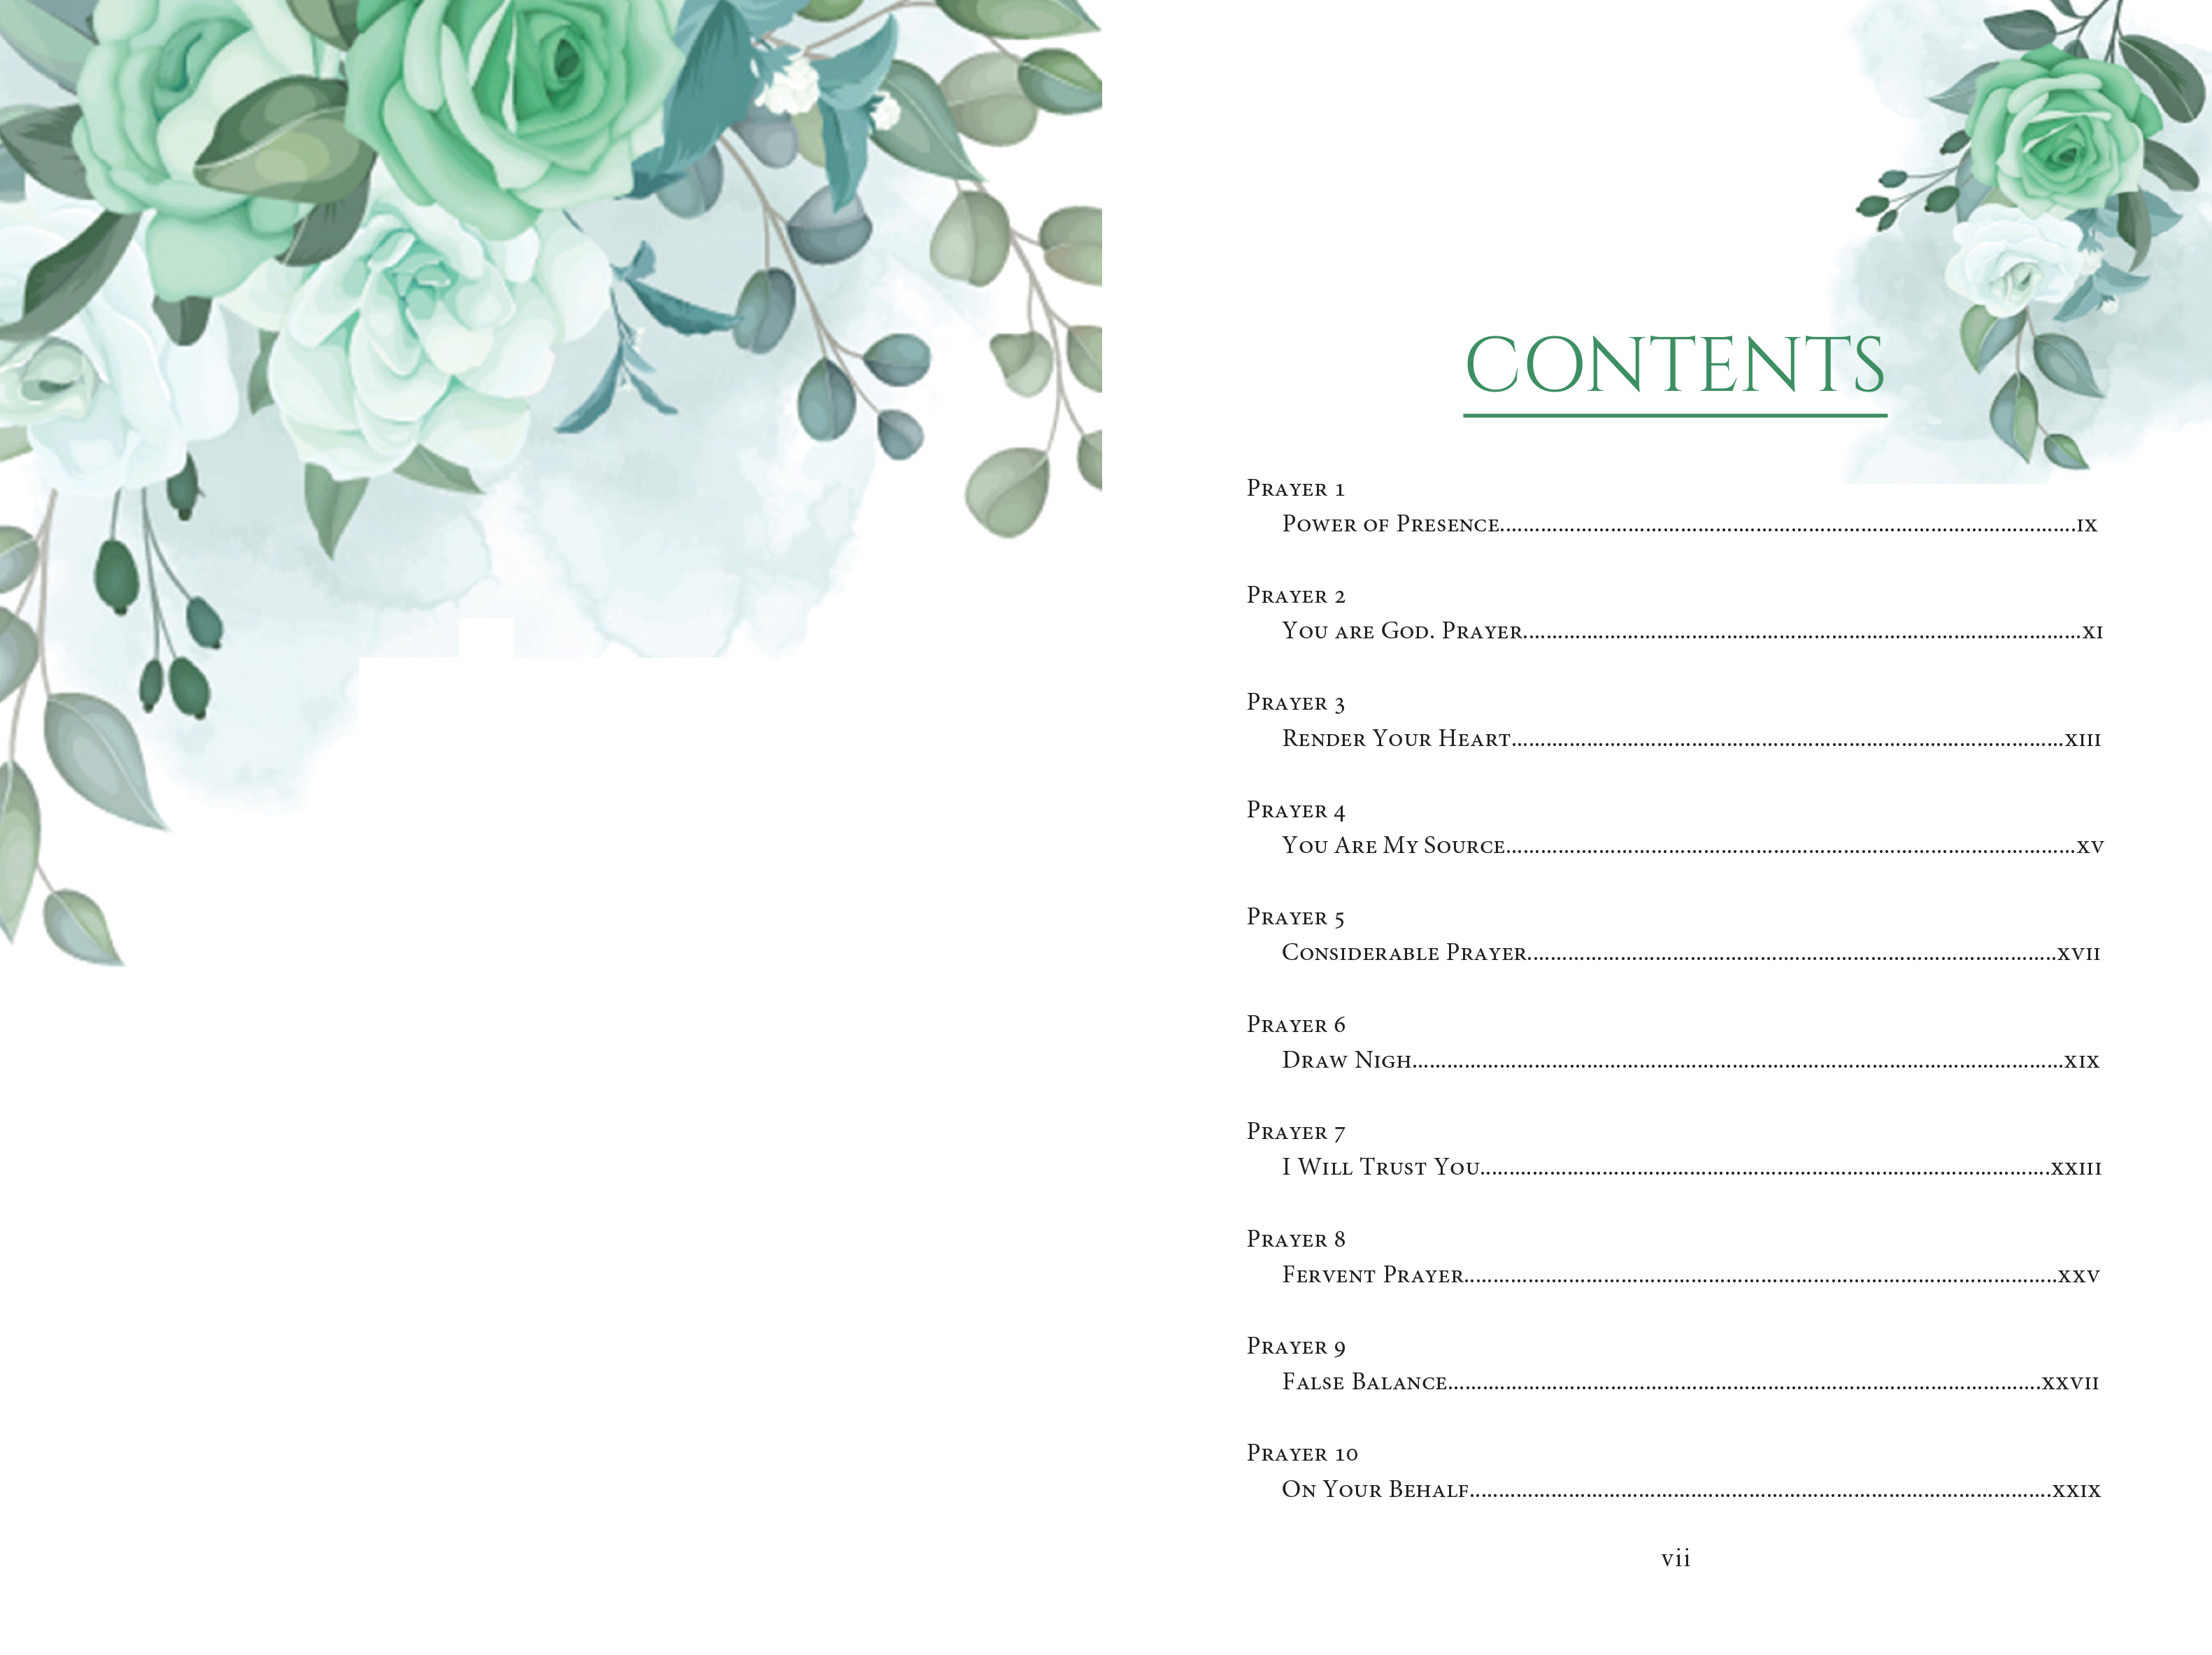 CONTENTS
Prayer 1
Power of Presence....................................................................................................ix
Prayer 2
You are God. Prayer.................................................................................................xi
Prayer 3
Render Your Heart................................................................................................xiii
Prayer 4
You Are My Source...................................................................................................xv
Prayer 5
Considerable Prayer............................................................................................xvii
Prayer 6
Draw Nigh.................................................................................................................xix
Prayer 7
I Will Trust You...................................................................................................xxiii
Prayer 8
Fervent Prayer.......................................................................................................xxv
Prayer 9
False Balance.......................................................................................................xxvii
Prayer 10
On Your Behalf.....................................................................................................xxix
vii